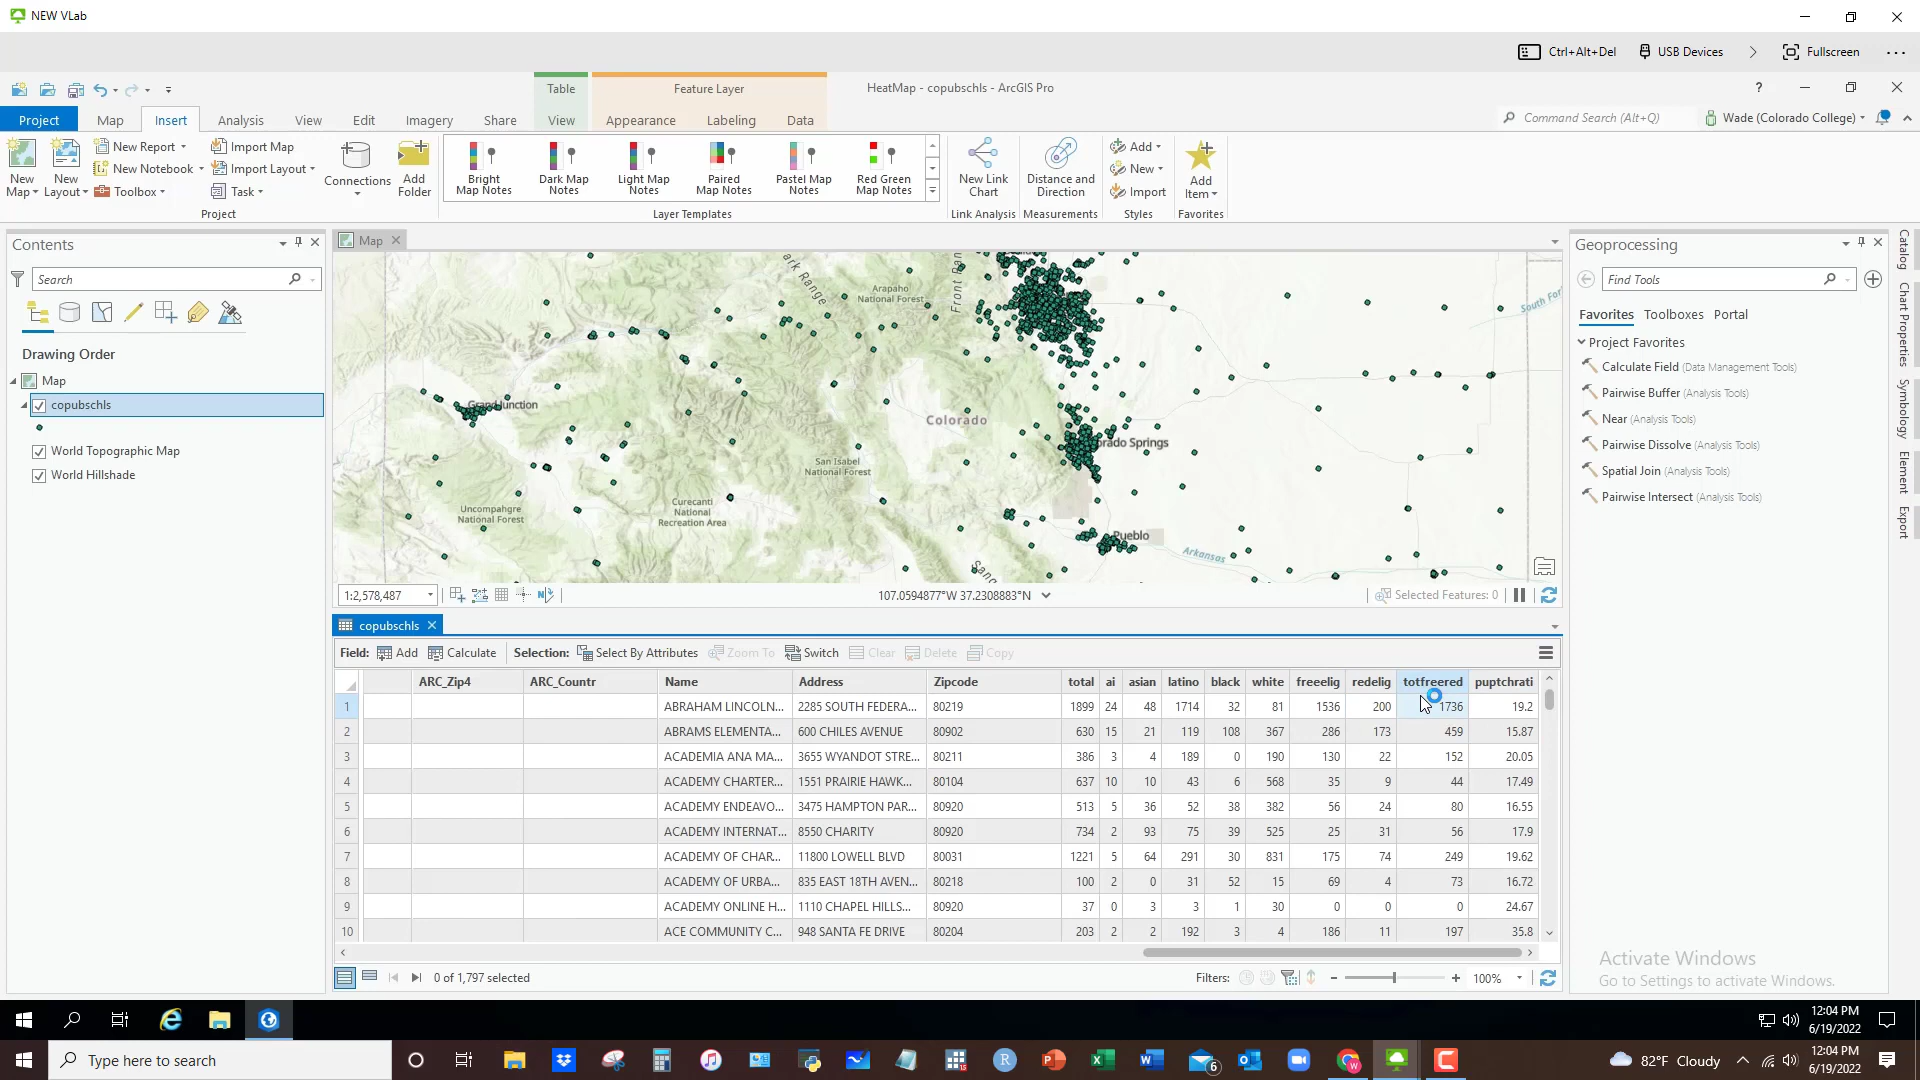 NEW VLab
Ctrl+Alt+Del USB Devices Fullscreen
Table Feature Layer HeatMap - copubschls - ArcGIS Pro
Project Map Insert Analysis View Edit Imagery Share View Appearance Labeling Data Command Search (Alt+Q) Wade (Colorado College)
New Map New Layout
New Report
New Notebook
Toolbox
Import Map
Import Layout
Task
Connections
Add Folder
Project
Bright Map Notes
Dark Map Notes
Light Map Notes
Paired Map Notes
Pastel Map Notes
Red Green Map Notes
Layer Templates
New Link Chart
Link Analysis
Distance and Direction
Measurements
Add
New
Import
Styles
Add Item
Favorites
Contents
Search
Drawing Order
Map
copubschls
World Topographic Map
World Hillshade
Map
ark Range
Front Ran
Arapaho National Forest
South For
Grand Junction
Colorado
orado Springs
San Isabel National Forest
Curecanti National Recreation Area
Uncompahgre National Forest
Pueblo
Arkansas
Sang
1:2,578,487 107.0594877°W 37.2308883°N Selected Features: 0
copubschls
Field: Add Calculate Selection: Select By Attributes Zoom To Switch Clear Delete Copy
ARC_Zip4 ARC_Countr Name Address Zipcode total ai asian latino black white freeelig redelig totfreered puptchrati
1 ABRAHAM LINCOLN... 2285 SOUTH FEDERA... 80219 1899 24 48 1714 32 81 1536 200 1736 19.2
2 ABRAMS ELEMENTA... 600 CHILES AVENUE 80902 630 15 21 119 108 367 286 173 459 15.87
3 ACADEMIA ANA MA... 3655 WYANDOT STRE... 80211 386 3 4 189 0 190 130 22 152 20.05
4 ACADEMY CHARTER... 1551 PRAIRIE HAWK... 80104 637 10 10 43 6 568 35 9 44 17.49
5 ACADEMY ENDEAVO... 3475 HAMPTON PAR... 80920 513 5 36 52 38 382 56 24 80 16.55
6 ACADEMY INTERNAT... 8550 CHARITY 80920 734 2 93 75 39 525 25 31 56 17.9
7 ACADEMY OF CHAR... 11800 LOWELL BLVD 80031 1221 5 64 291 30 831 175 74 249 19.62
8 ACADEMY OF URBA... 835 EAST 18TH AVEN... 80218 100 2 0 31 52 15 69 4 73 16.72
9 ACADEMY ONLINE H... 1110 CHAPEL HILLS... 80920 37 0 3 3 1 30 0 0 0 24.67
10 ACE COMMUNITY C... 948 SANTA FE DRIVE 80204 203 2 2 192 3 4 186 11 197 35.8
0 of 1,797 selected Filters: 100%
Geoprocessing
Find Tools
Favorites Toolboxes Portal
Project Favorites
Calculate Field (Data Management Tools)
Pairwise Buffer (Analysis Tools)
Near (Analysis Tools)
Pairwise Dissolve (Analysis Tools)
Spatial Join (Analysis Tools)
Pairwise Intersect (Analysis Tools)
Catalog
Chart Properties
Symbology
Element
Export
Activate Windows
Go to Settings to activate Windows.
12:04 PM
6/19/2022
Type here to search
82°F Cloudy
12:04 PM
6/19/2022